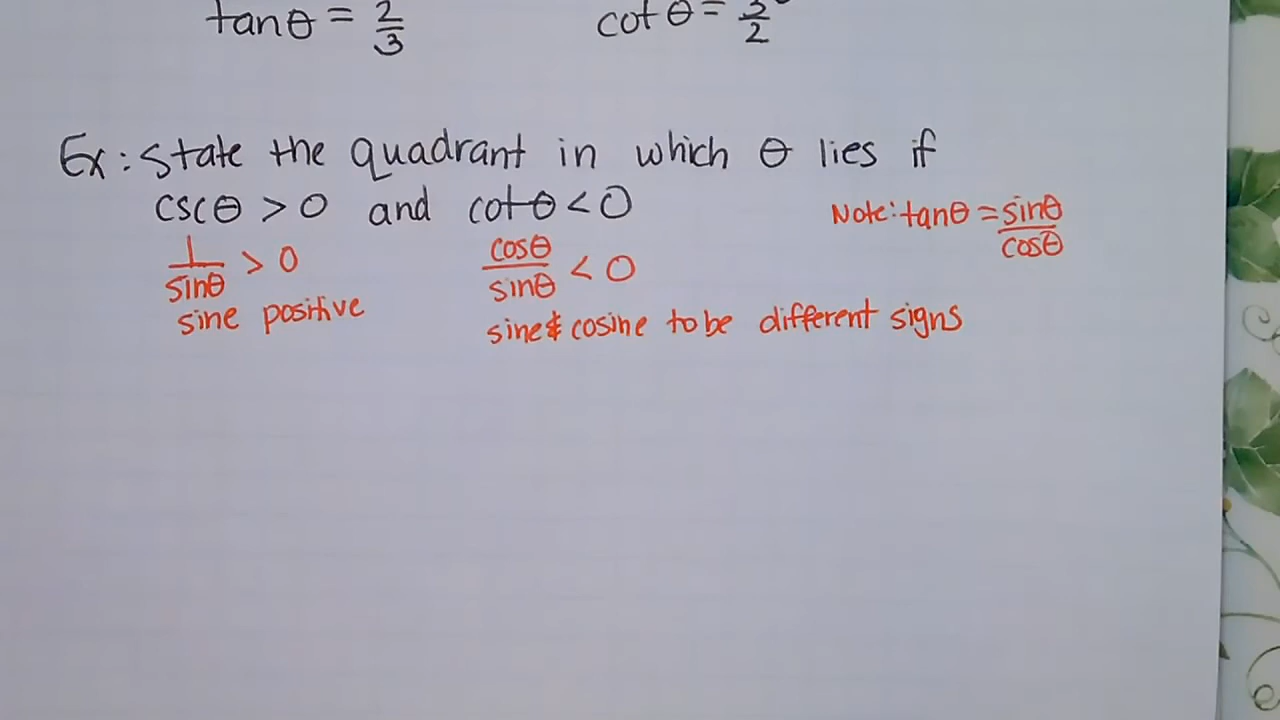 tanθ = 2/3 cot θ = 3/2
Ex: State the quadrant in which θ lies if
cscθ > 0 and cotθ < 0
Note: tanθ = sinθ/cosθ
1/sinθ > 0 cosθ/sinθ < 0
sine positive
sine & cosine to be different signs